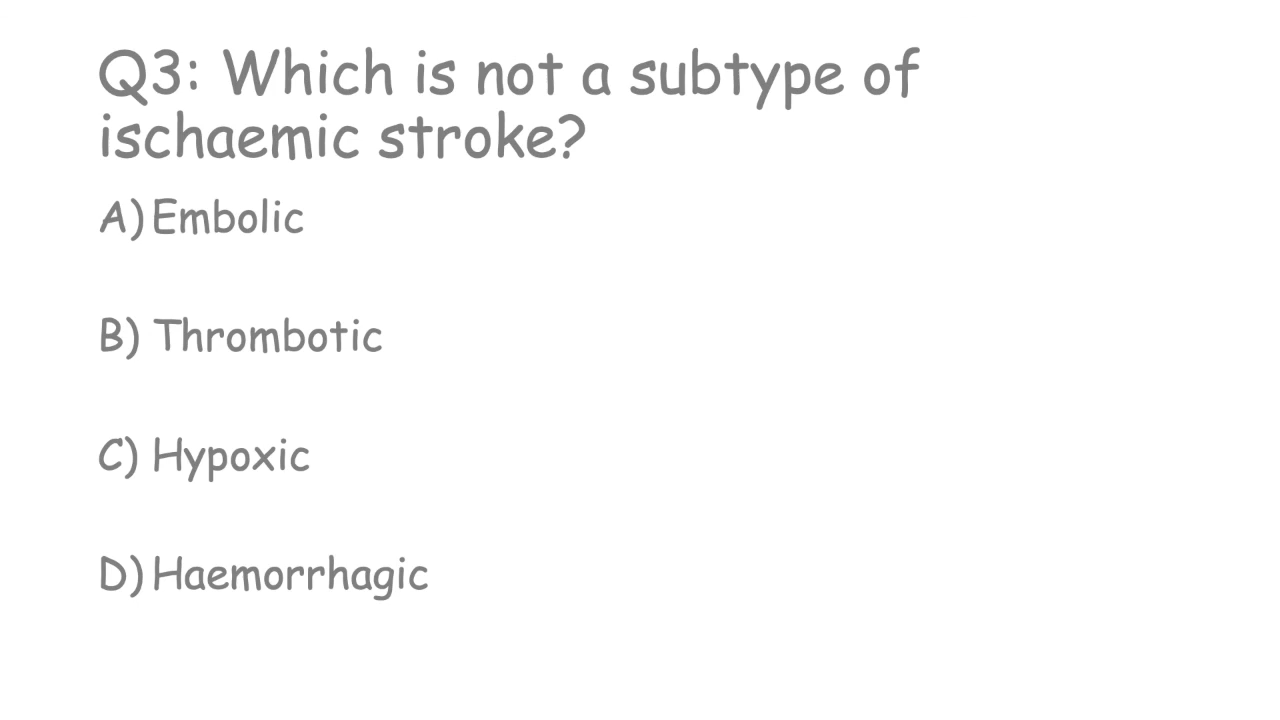 Q3: Which is not a subtype of
ischaemic stroke?
A) Embolic
B) Thrombotic
C) Hypoxic
D) Haemorrhagic